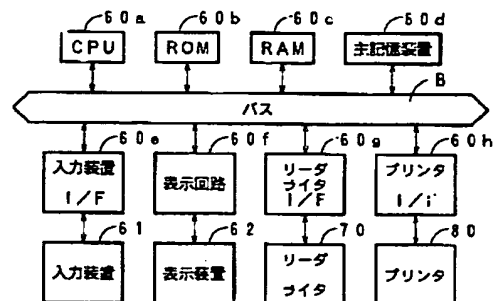 60a
60b
60c
60d
CPU
ROM
RAM
主記憶装置
B
バス
60e
60f
60g
60h
入力装置
I/F
表示回路
リーダ
ライタ
I/F
プリンタ
I/F
61
62
70
80
入力装置
表示装置
リーダ
ライタ
プリンタ